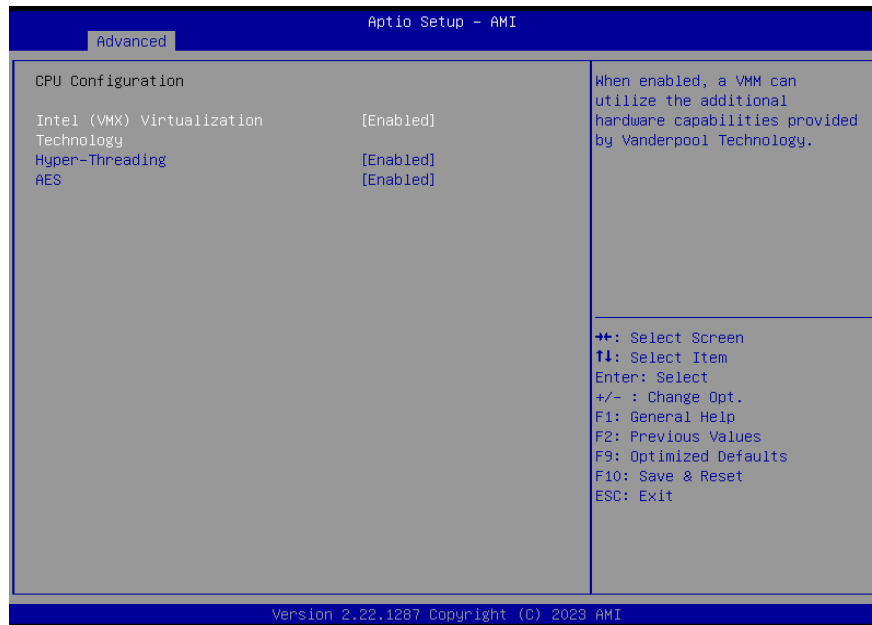 Aptio Setup – AMI
Advanced
CPU Configuration
Intel (VMX) Virtualization [Enabled]
Technology
Hyper-Threading [Enabled]
AES [Enabled]
When enabled, a VMM can
utilize the additional
hardware capabilities provided
by Vanderpool Technology.
→←: Select Screen
↑↓: Select Item
Enter: Select
+/- : Change Opt.
F1: General Help
F2: Previous Values
F9: Optimized Defaults
F10: Save & Reset
ESC: Exit
Version 2.22.1287 Copyright (C) 2023 AMI